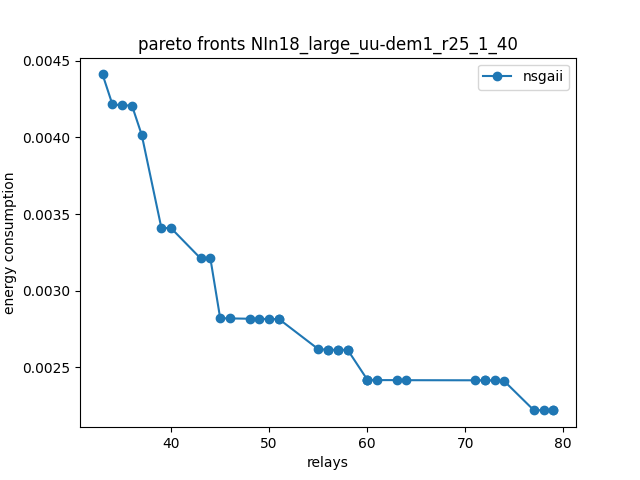 pareto fronts NIn18_large_uu-dem1_r25_1_40
nsgaii
energy consumption
0.0045
0.0040
0.0035
0.0030
0.0025
40 50 60 70 80
relays